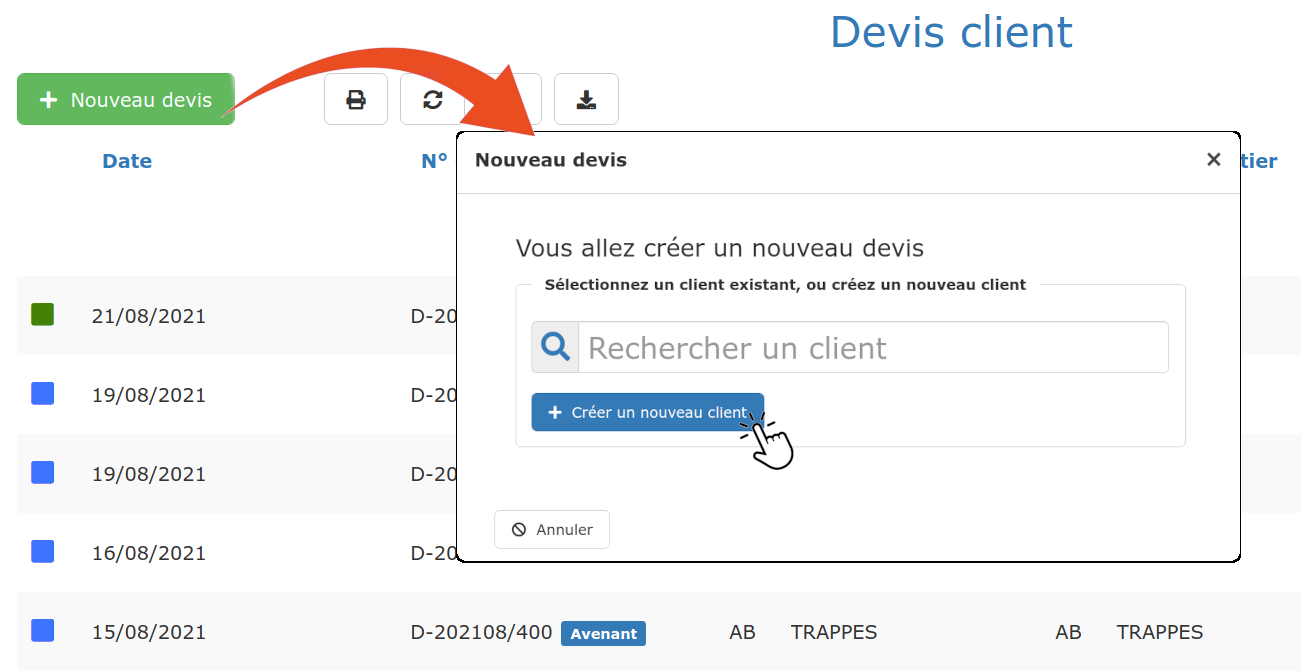 Devis client
Nouveau devis
Date
N°
tier
Nouveau devis
Vous allez créer un nouveau devis
Sélectionnez un client existant, ou créez un nouveau client
Rechercher un client
Créer un nouveau client
Annuler
21/08/2021 D-20
19/08/2021 D-20
19/08/2021 D-20
16/08/2021 D-20
15/08/2021 D-202108/400 Avenant AB TRAPPES AB TRAPPES